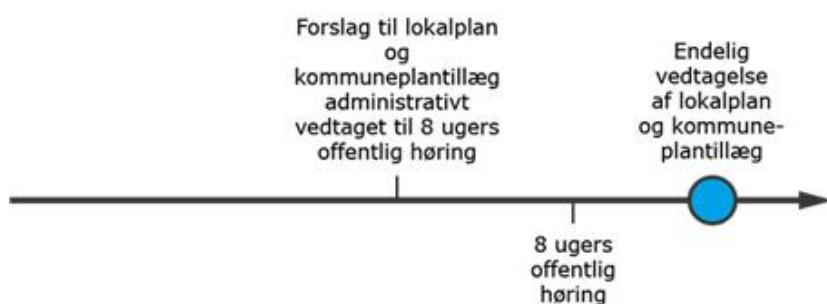 Forslag til lokalplan
og
kommuneplantillæg
administrativt
vedtaget til 8 ugers
offentlig høring
Endelig
vedtagelse
af lokalplan
og kommune-
plantillæg
8 ugers
offentlig
høring